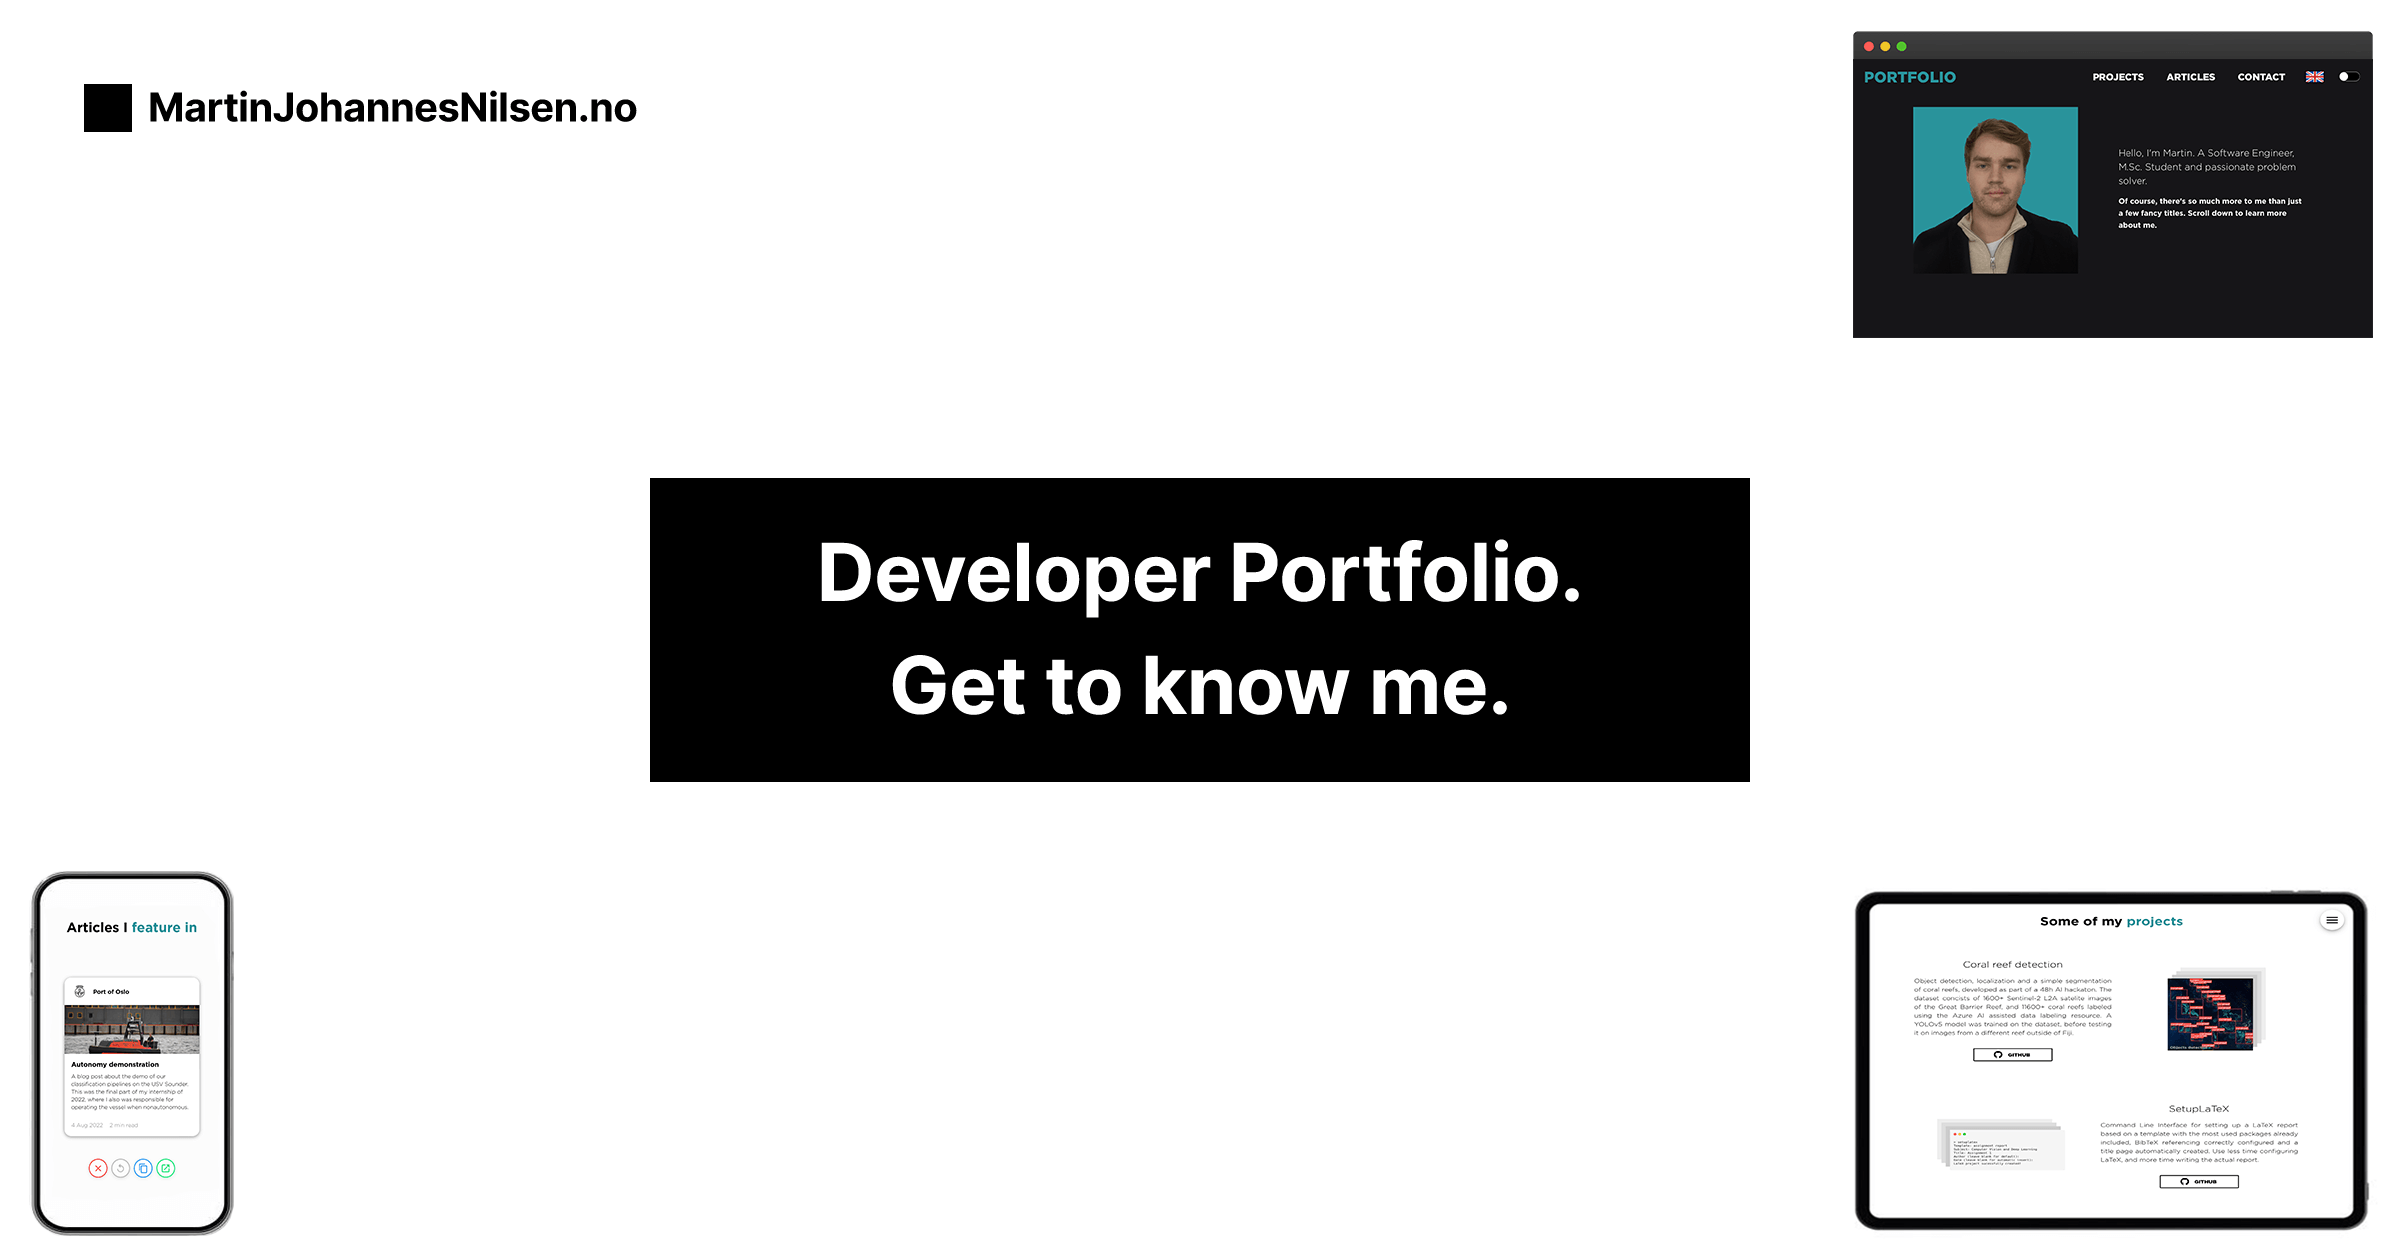 MartinJohannesNilsen.no
PORTFOLIO
PROJECTS ARTICLES CONTACT
Hello, I'm Martin. A Software Engineer,
M.Sc. Student and passionate problem
solver.
Of course, there's so much more to me than just
a few fancy titles. Scroll down to learn more
about me.
Developer Portfolio.
Get to know me.
Articles I feature in
Port of Oslo
Autonomy demonstration
A blog post about the demo of our
classification pipelines on the USV Sounder.
This was the final part of my internship of
2022, where I also was responsible for
operating the vessel when nonautonomous.
4 Aug 2022 2 min read
Some of my projects
Coral reef detection
Object detection, localization and a simple segmentation
of coral reefs, developed as part of a 48h AI hackaton. The
dataset concists of 1600+ Sentinel-2 L2A satelite images
of the Great Barrier Reef, and 11600+ coral reefs labeled
using the Azure AI assisted data labeling resource. A
YOLOv5 model was trained on the dataset, before testing
it on images from a different reef outside of Fiji.
GITHUB
SetupLaTeX
Command Line Interface for setting up a LaTeX report
based on a template with the most used packages already
included, BibTeX referencing correctly configured and a
title page automatically created. Use less time configuring
LaTeX, and more time writing the actual report.
GITHUB